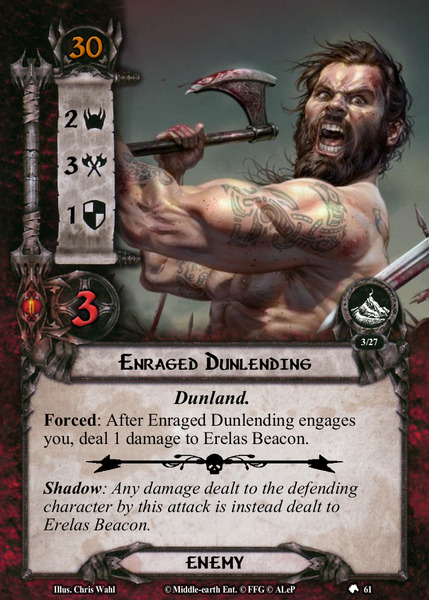 30
2
3
1
3
3/27
ENRAGED DUNLENDING
Dunland.
Forced: After Enraged Dunlending engages
you, deal 1 damage to Erelas Beacon.
Shadow: Any damage dealt to the defending
character by this attack is instead dealt to
Erelas Beacon.
ENEMY
Illus. Chris Wahl © Middle-earth Ent. © FFG © ALeP 61